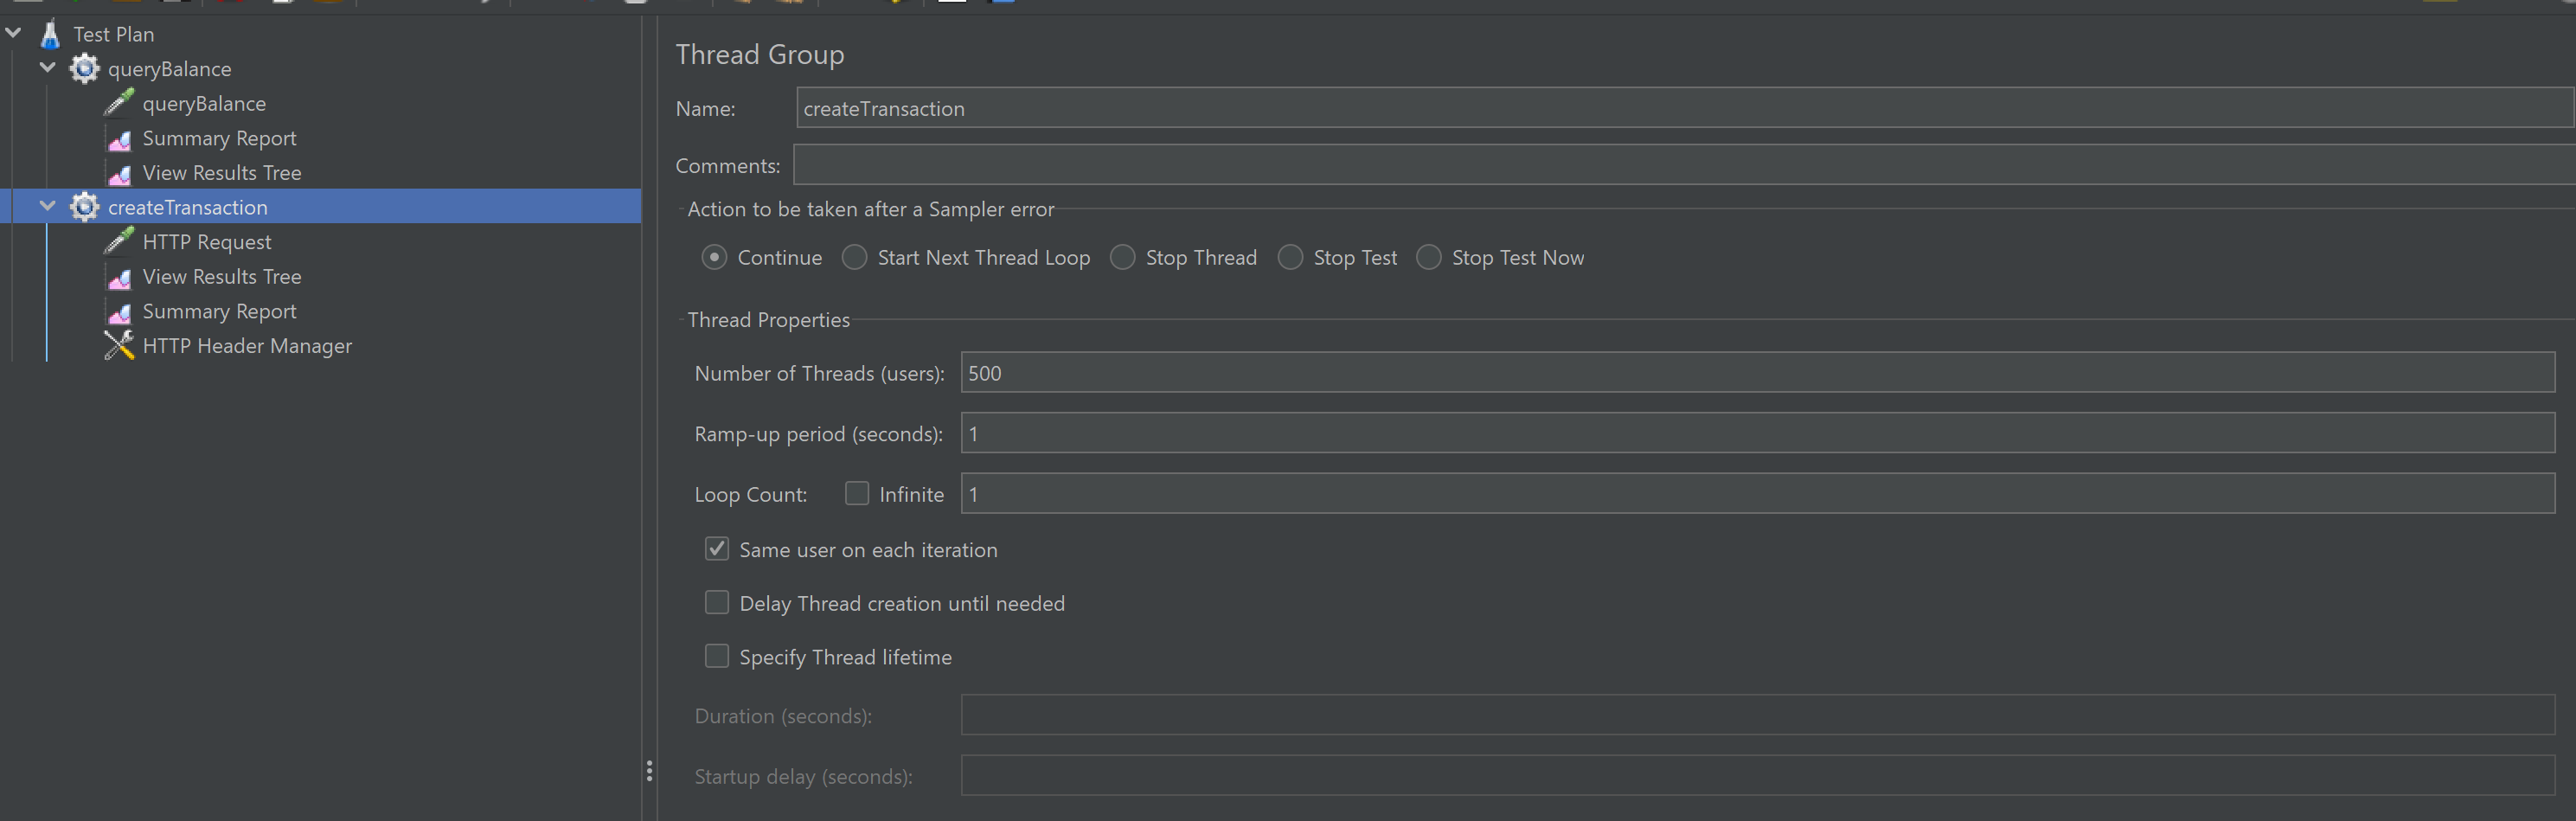 Test Plan
queryBalance
queryBalance
Summary Report
View Results Tree
createTransaction
HTTP Request
View Results Tree
Summary Report
HTTP Header Manager
Thread Group
Name: createTransaction
Comments:
Action to be taken after a Sampler error
Continue Start Next Thread Loop Stop Thread Stop Test Stop Test Now
Thread Properties
Number of Threads (users): 500
Ramp-up period (seconds): 1
Loop Count: Infinite 1
Same user on each iteration
Delay Thread creation until needed
Specify Thread lifetime
Duration (seconds):
Startup delay (seconds):